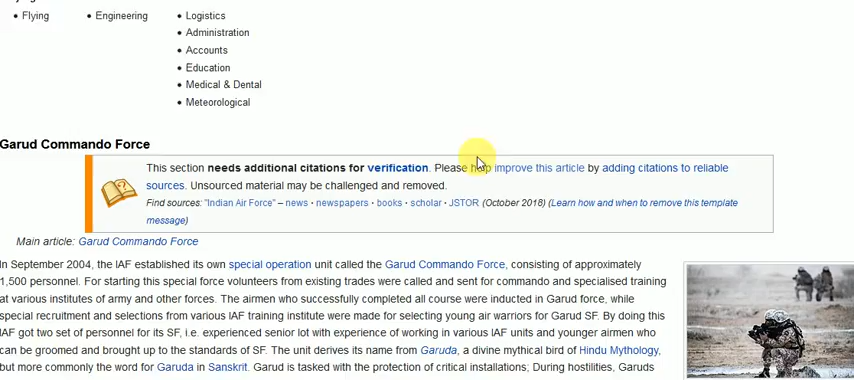 Flying
Engineering
Logistics
Administration
Accounts
Education
Medical & Dental
Meteorological
Garud Commando Force
This section needs additional citations for verification. Please help improve this article by adding citations to reliable
sources. Unsourced material may be challenged and removed.
Find sources: "Indian Air Force" – news · newspapers · books · scholar · JSTOR (October 2018) (Learn how and when to remove this template
message)
Main article: Garud Commando Force
In September 2004, the IAF established its own special operation unit called the Garud Commando Force, consisting of approximately
1,500 personnel. For starting this special force volunteers from existing trades were called and sent for commando and specialised training
at various institutes of army and other forces. The airmen who successfully completed all course were inducted in Garud force, while
special recruitment and selections from various IAF training institute were made for selecting young air warriors for Garud SF. By doing this
IAF got two set of personnel for its SF, i.e. experienced senior lot with experience of working in various IAF units and younger airmen who
can be groomed and brought up to the standards of SF. The unit derives its name from Garuda, a divine mythical bird of Hindu Mythology,
but more commonly the word for Garuda in Sanskrit. Garud is tasked with the protection of critical installations; During hostilities, Garuds